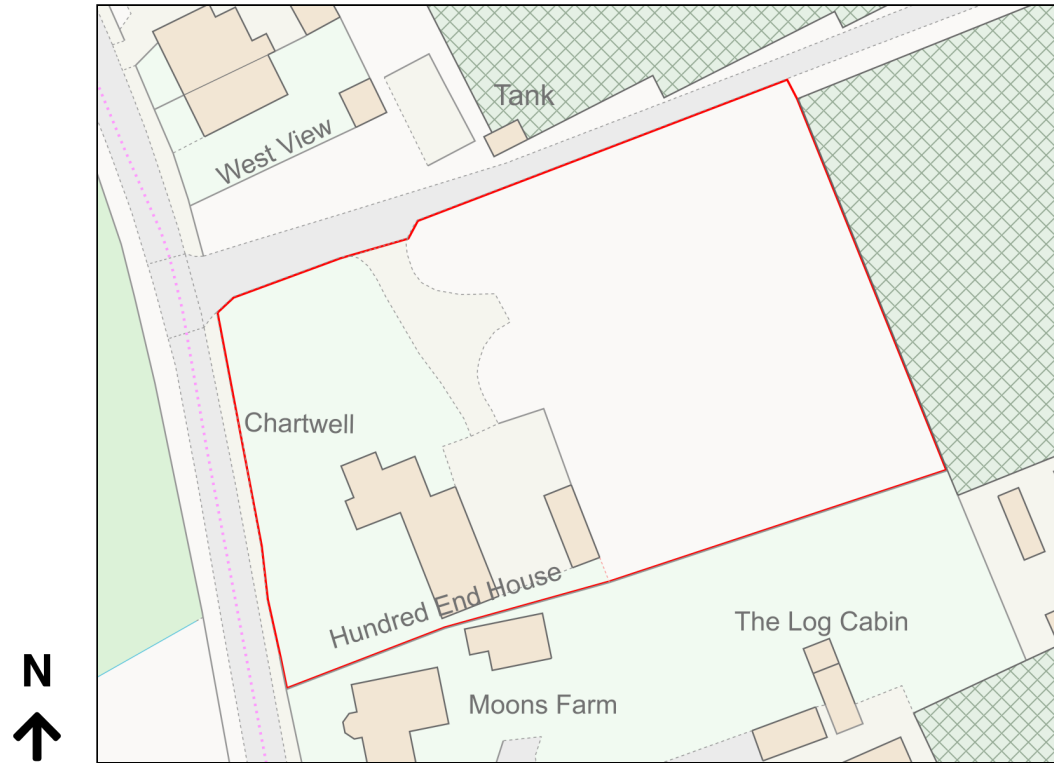 Tank
West View
Chartwell
Hundred End House
The Log Cabin
Moons Farm
N